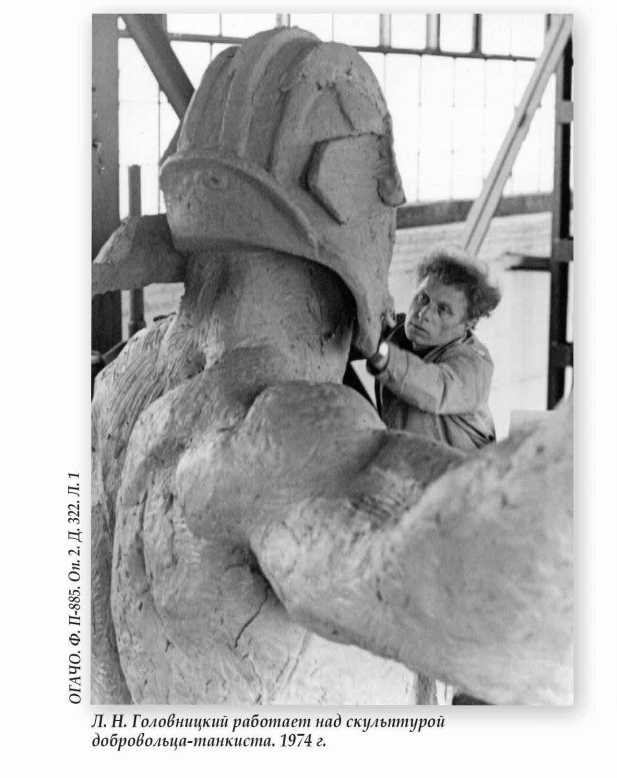 ОГАЧО. Ф. П-885. Оп. 2. Д. 322. Л. 1
Л. Н. Головницкий работает над скульптурой
добровольца-танкиста. 1974 г.